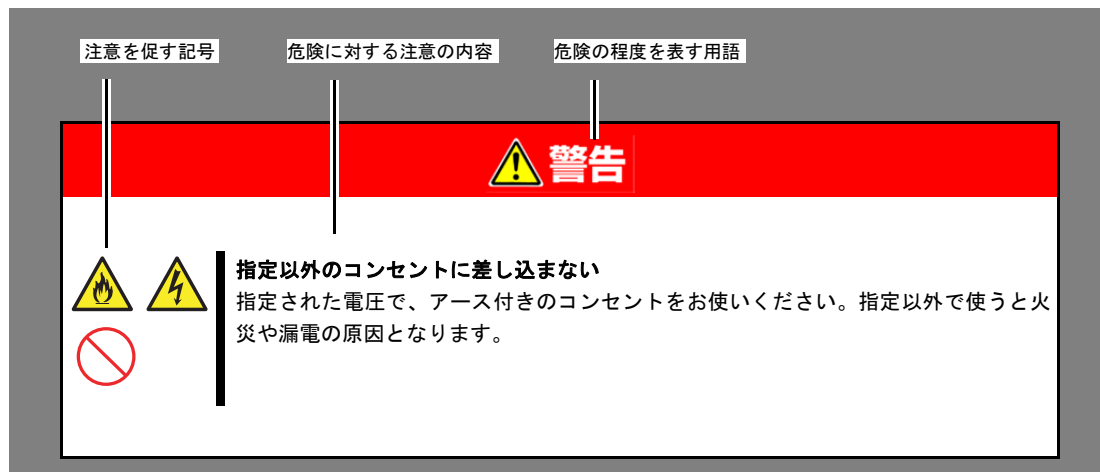 注意を促す記号
危険に対する注意の内容
危険の程度を表す用語
警告
指定以外のコンセントに差し込まない
指定された電圧で、アース付きのコンセントをお使いください。指定以外で使うと火
災や漏電の原因となります。